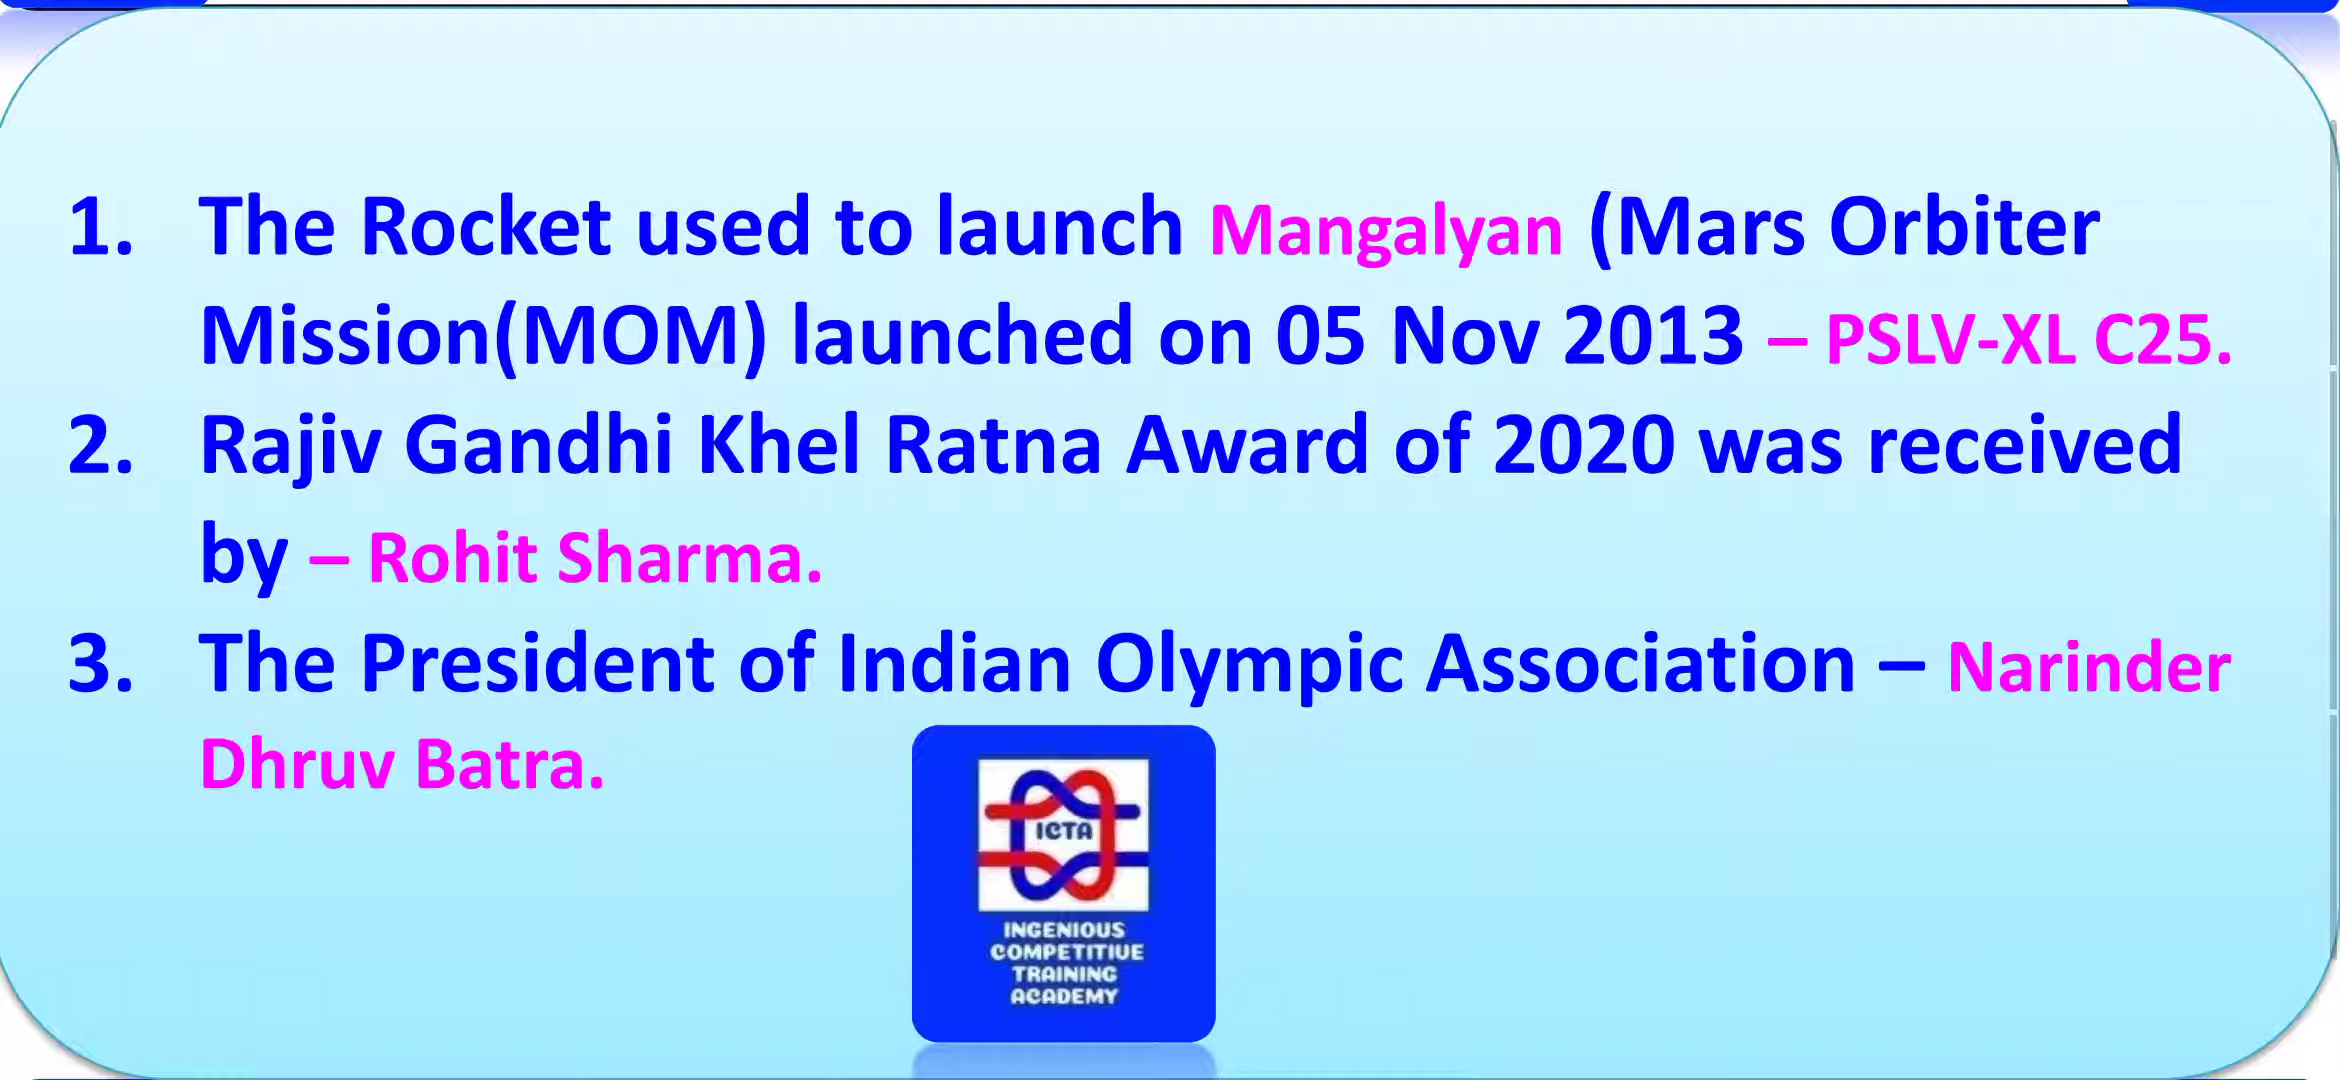 1. The Rocket used to launch Mangalyan (Mars Orbiter
Mission(MOM) launched on 05 Nov 2013 – PSLV-XL C25.
2. Rajiv Gandhi Khel Ratna Award of 2020 was received
by – Rohit Sharma.
3. The President of Indian Olympic Association – Narinder
Dhruv Batra.
ICTA
INGENIOUS
COMPETITIVE
TRAINING
ACADEMY